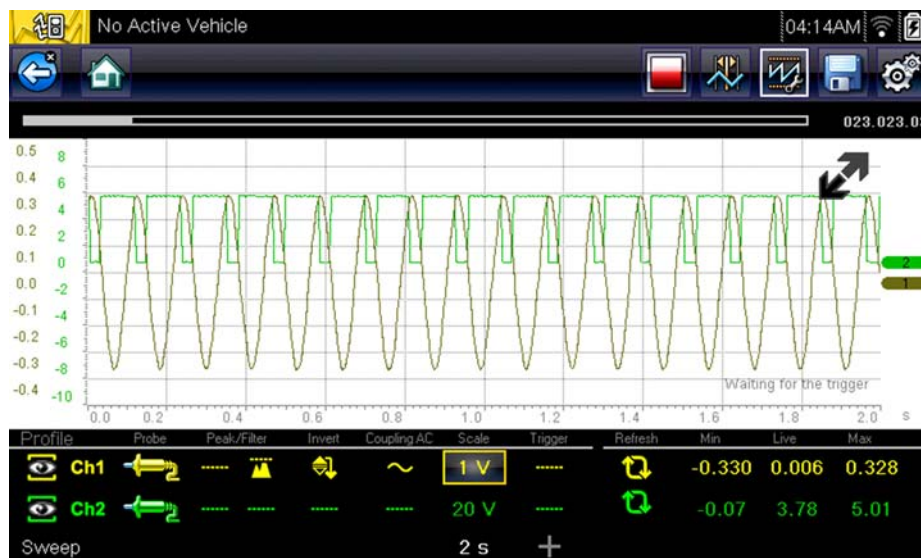 No Active Vehicle 04:14AM
023.023.0
0.5 8
0.4 6
0.3 4
0.2 2
0.1 0
0.0 -2
-0.1 -4
-0.2 -6
-0.3 -8
-0.4 -10
2
1
Waiting for the trigger
0.0 0.2 0.4 0.6 0.8 1.0 1.2 1.4 1.6 1.8 2.0 s
Profile Probe Peak/Filter Invert Coupling AC Scale Trigger Refresh Min Live Max
Ch1 1 V -0.330 0.006 0.328
Ch2 20 V -0.07 3.78 5.01
Sweep 2 s